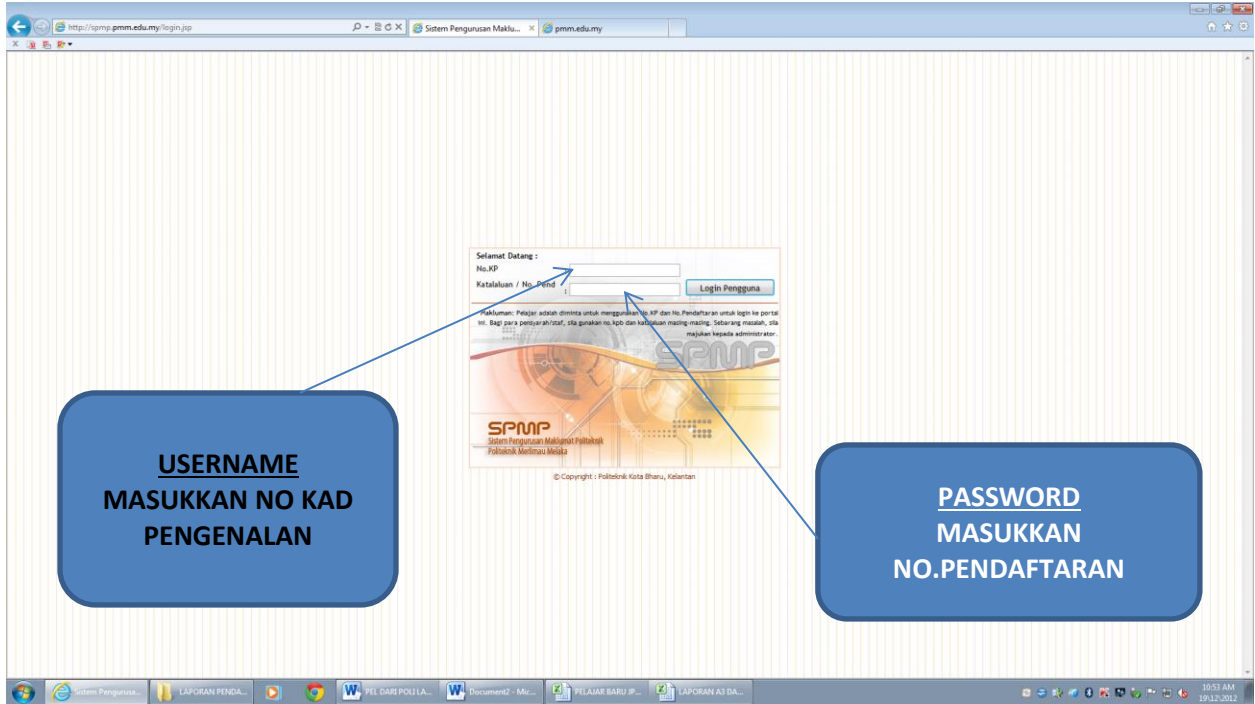 http://spmp.pmm.edu.my/login.jsp
Sistem Pengurusan Maklu...
pmm.edu.my
Selamat Datang :
No.KP
Katalaluan / No. Pend :
Login Pengguna
Makluman: Pelajar adalah diminta untuk menggunakan No.KP dan No.Pendaftaran untuk login ke portal
ini. Bagi para pensyarah/staf, sila gunakan no.kpb dan katalaluan masing-masing. Sebarang masalah, sila
majukan kepada administrator.
SPMP
SPMP
Sistem Pengurusan Maklumat Politeknik
Politeknik Merlimau Melaka
© Copyright : Politeknik Kota Bharu, Kelantan
USERNAME
MASUKKAN NO KAD
PENGENALAN
PASSWORD
MASUKKAN
NO.PENDAFTARAN
Sistem Pengurusa...
LAPORAN PENDA...
PEL DARI POLI LA...
Document2 - Mic...
PELAJAR BARU JP...
LAPORAN A3 DA...
10:53 AM
19/12/2012